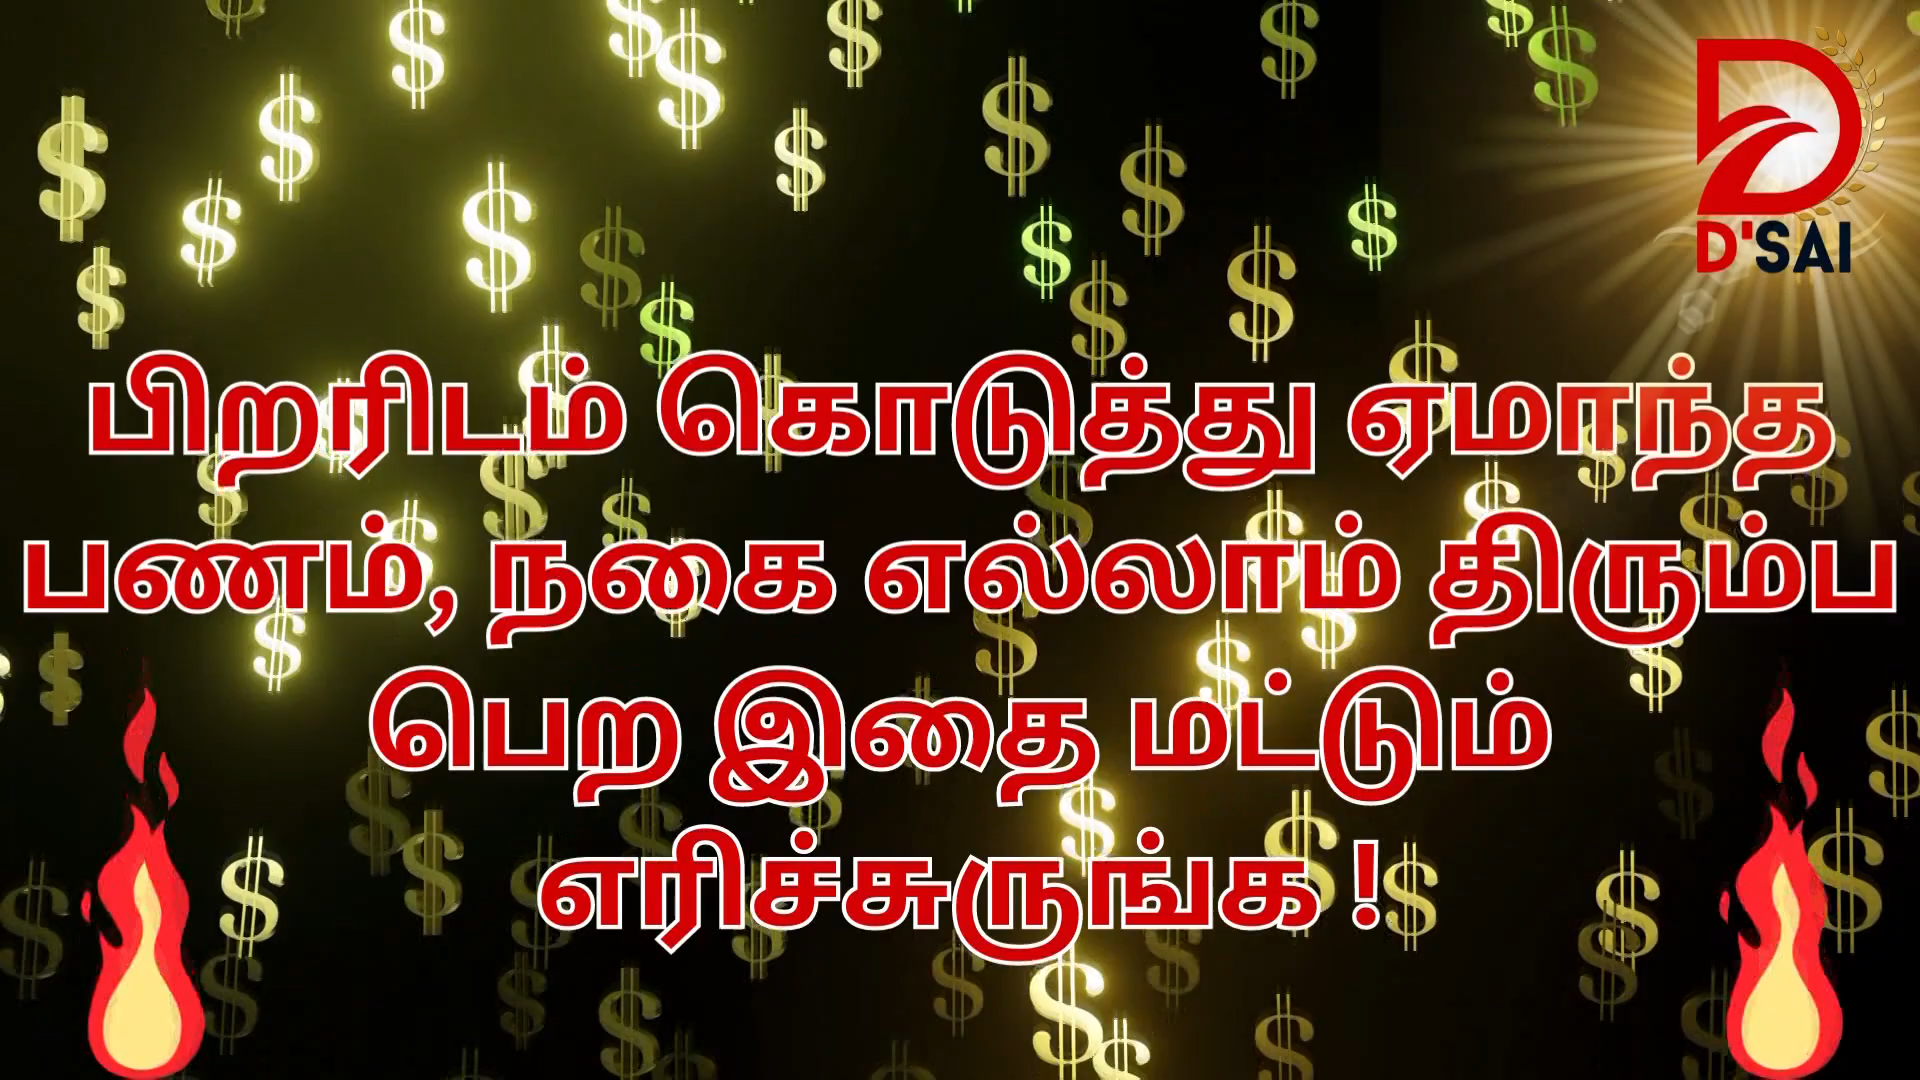 D'SAI
பிறரிடம் கொடுத்து ஏமாந்த
பணம், நகை எல்லாம் திரும்ப
பெற இதை மட்டும்
எரிச்சுருங்க !